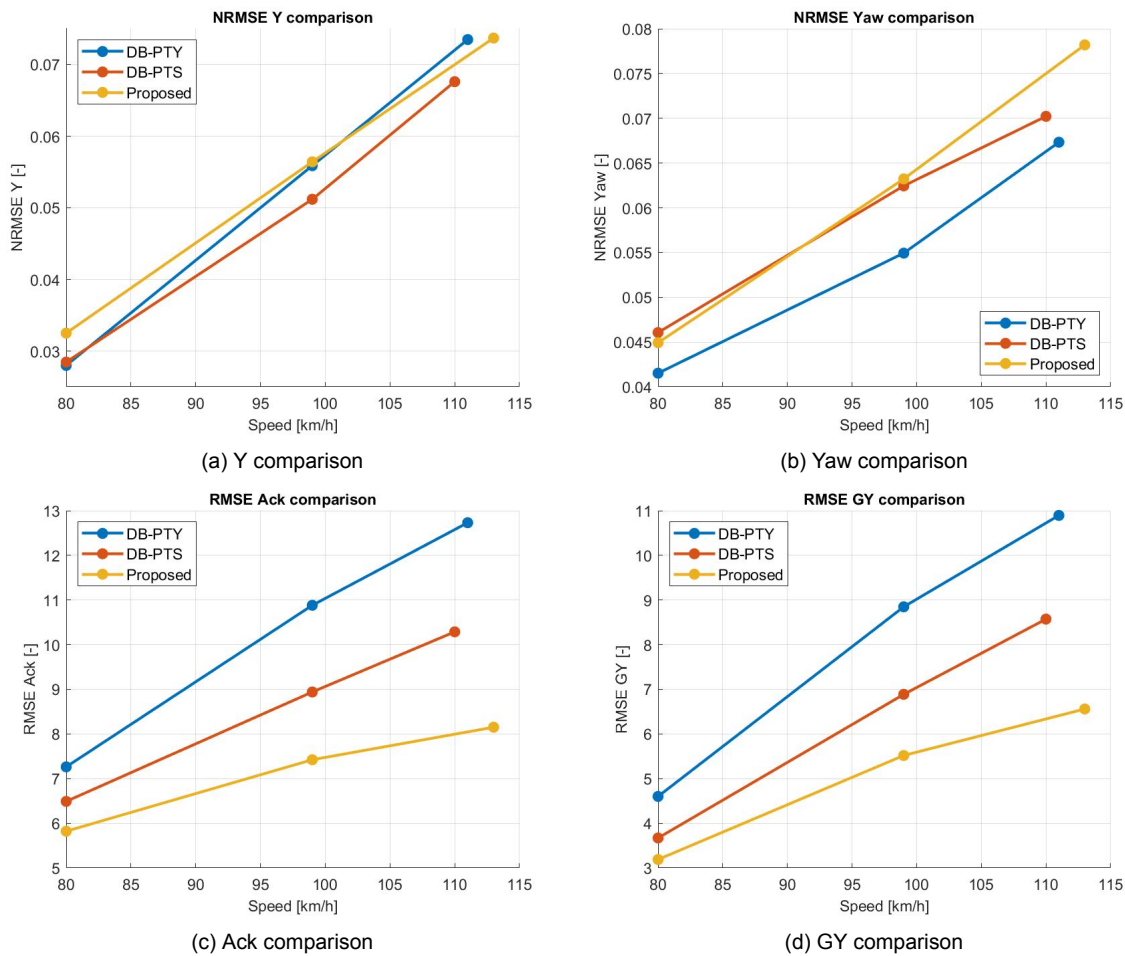 NRMSE Y comparison
DB-PTY
DB-PTS
Proposed
0.07
0.06
0.05
0.04
0.03
NRMSE Y [-]
80 85 90 95 100 105 110 115
Speed [km/h]
(a) Y comparison
NRMSE Yaw comparison
0.08
0.075
0.07
0.065
0.06
0.055
0.05
0.045
0.04
NRMSE Yaw [-]
DB-PTY
DB-PTS
Proposed
80 85 90 95 100 105 110 115
Speed [km/h]
(b) Yaw comparison
RMSE Ack comparison
DB-PTY
DB-PTS
Proposed
13
12
11
10
9
8
7
6
5
RMSE Ack [-]
80 85 90 95 100 105 110 115
Speed [km/h]
(c) Ack comparison
RMSE GY comparison
DB-PTY
DB-PTS
Proposed
11
10
9
8
7
6
5
4
3
RMSE GY [-]
80 85 90 95 100 105 110 115
Speed [km/h]
(d) GY comparison